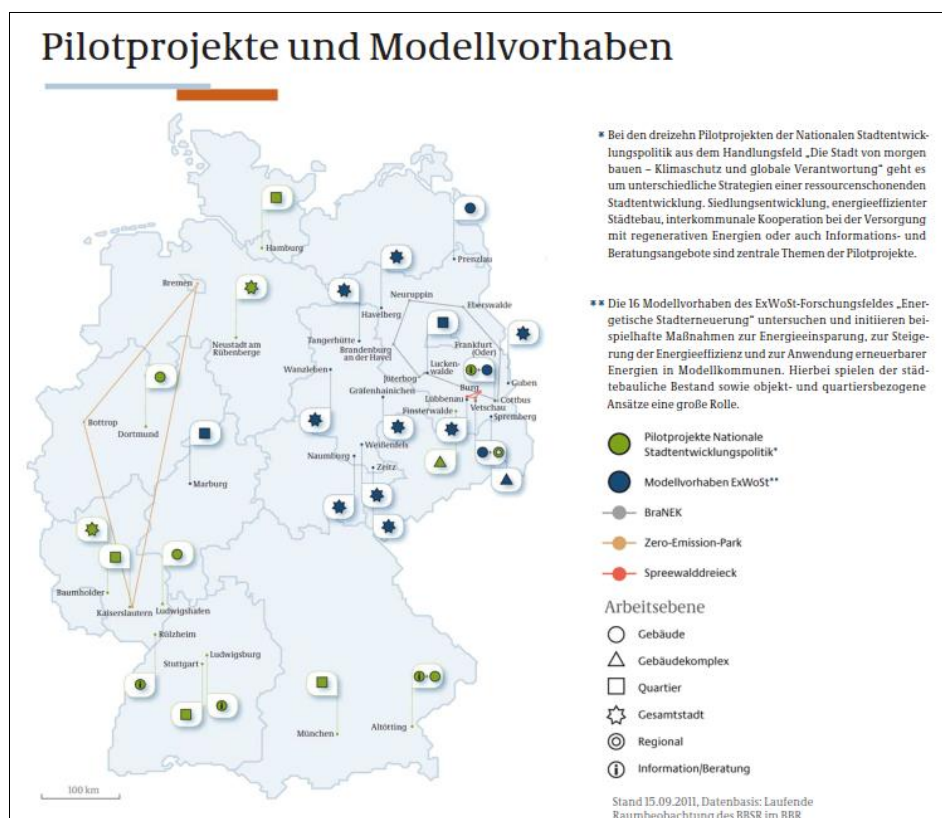 Pilotprojekte und Modellvorhaben
* Bei den dreizehn Pilotprojekten der Nationalen Stadtentwick-
lungspolitik aus dem Handlungsfeld „Die Stadt von morgen
bauen – Klimaschutz und globale Verantwortung“ geht es
um unterschiedliche Strategien einer ressourcenschonenden
Stadtentwicklung. Siedlungsentwicklung, energieeffizienter
Städtebau, interkommunale Kooperation bei der Versorgung
mit regenerativen Energien oder auch Informations- und
Beratungsangebote sind zentrale Themen der Pilotprojekte.
** Die 16 Modellvorhaben des ExWoSt-Forschungsfeldes „Ener-
getische Stadterneuerung“ untersuchen und initiieren bei-
spielhafte Maßnahmen zur Energieeinsparung, zur Steige-
rung der Energieeffizienz und zur Anwendung erneuerbarer
Energien in Modellkommunen. Hierbei spielen der städ-
tebauliche Bestand sowie objekt- und quartiersbezogene
Ansätze eine große Rolle.
Pilotprojekte Nationale
Stadtentwicklungspolitik*
Modellvorhaben ExWoSt**
BraNEK
Zero-Emission-Park
Spreewalddreieck
Arbeitsebene
Gebäude
Gebäudekomplex
Quartier
Gesamtstadt
Regional
Information/Beratung
Stand 15.09.2011, Datenbasis: Laufende
Raumbeobachtung des BBSR im BBR
Hamburg
Prenzlau
Bremen
Neuruppin
Eberswalde
Havelberg
Neustadt am
Rübenberge
Tangerhütte
Brandenburg
an der Havel
Frankfurt
(Oder)
Wanzleben
Lucken-
walde
Jüterbog
Guben
Gräfenhainichen
Burg
Lübbenau
Cottbus
Vetschau
Finsterwalde
Spremberg
Bottrup
Dortmund
Weißenfels
Naumburg
Zeitz
Marburg
Baumholder
Kaiserslautern
Ludwigshafen
Rülzheim
Ludwigsburg
Stuttgart
München
Altötting
100 km